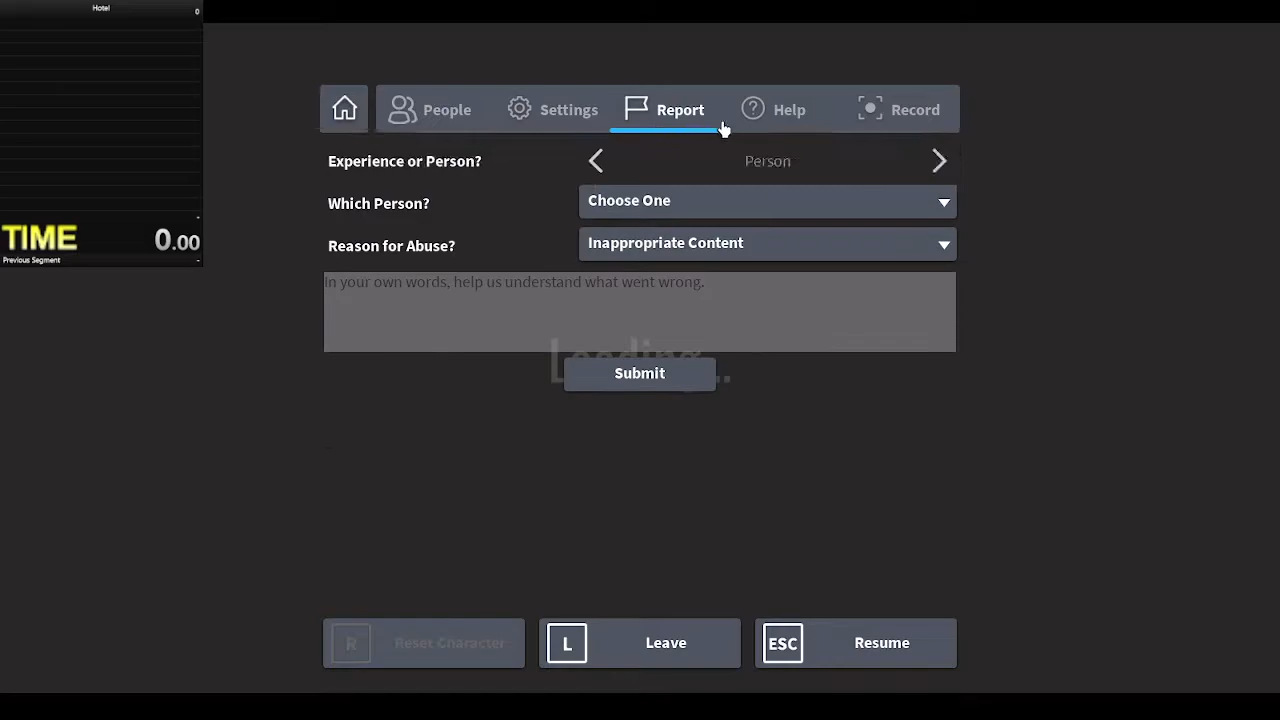 Hotel
0
-
TIME
0.00
Previous Segment
-
People
Settings
Report
Help
Record
Experience or Person?
Person
Which Person?
Choose One
Reason for Abuse?
Inappropriate Content
In your own words, help us understand what went wrong.
Loading...
Submit
R
Reset Character
L
Leave
ESC
Resume